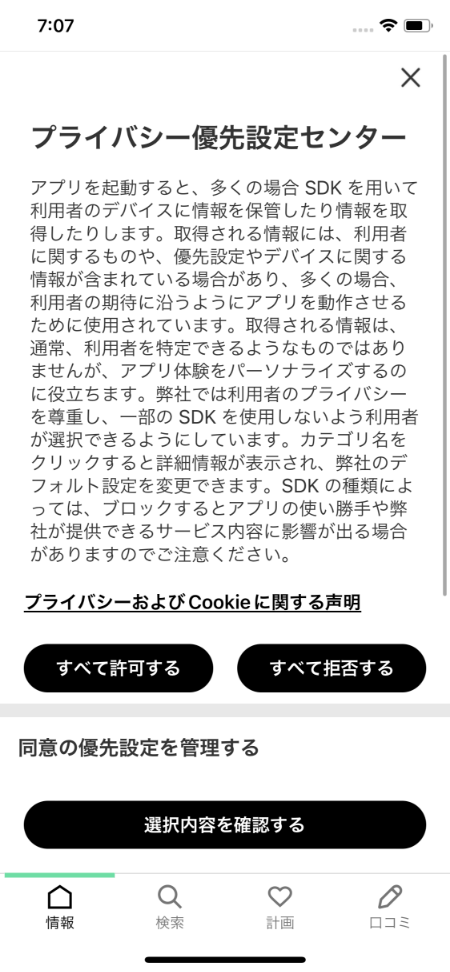 7:07
プライバシー優先設定センター
アプリを起動すると、多くの場合 SDK を用いて
利用者のデバイスに情報を保管したり情報を取
得したりします。取得される情報には、利用者
に関するものや、優先設定やデバイスに関する
情報が含まれている場合があり、多くの場合、
利用者の期待に沿うようにアプリを動作させる
ために使用されています。取得される情報は、
通常、利用者を特定できるようなものではあり
ませんが、アプリ体験をパーソナライズするの
に役立ちます。弊社では利用者のプライバシー
を尊重し、一部の SDK を使用しないよう利用者
が選択できるようにしています。カテゴリ名を
クリックすると詳細情報が表示され、弊社のデ
フォルト設定を変更できます。SDK の種類によ
っては、ブロックするとアプリの使い勝手や弊
社が提供できるサービス内容に影響が出る場合
がありますのでご注意ください。
プライバシーおよびCookieに関する声明
すべて許可する
すべて拒否する
同意の優先設定を管理する
選択内容を確認する
情報
検索
計画
口コミ